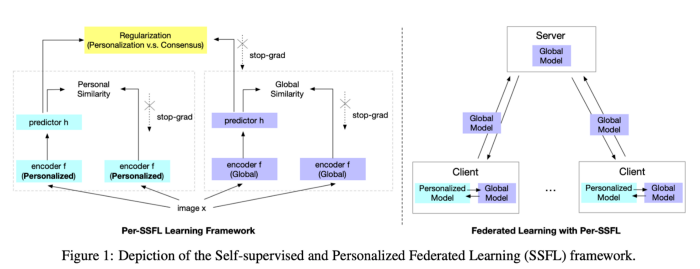 Regularization
(Personalization v.s. Consensus)
stop-grad
Personal
Similarity
stop-grad
predictor h
encoder f
(Personalized)
encoder f
(Personalized)
Global
Similarity
stop-grad
predictor h
encoder f
(Global)
encoder f
(Global)
image x
Per-SSFL Learning Framework
Server
Global
Model
Global
Model
Global
Model
Client
Personalized
Model
Global
Model
...
Client
Personalized
Model
Global
Model
Federated Learning with Per-SSFL
Figure 1: Depiction of the Self-supervised and Personalized Federated Learning (SSFL) framework.